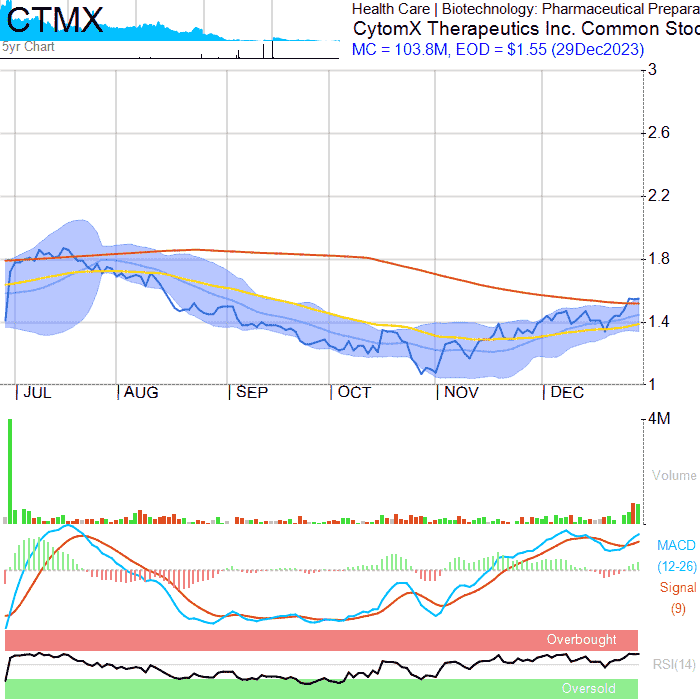 CTMX
Health Care | Biotechnology: Pharmaceutical Prepara
CytomX Therapeutics Inc. Common Stoc
MC = 103.8M, EOD = $1.55 (29Dec2023)
5yr Chart
3
2.6
2.2
1.8
1.4
1
JUL AUG SEP OCT NOV DEC
4M
Volume
MACD
(12-26)
Signal
(9)
Overbought
RSI(14)
Oversold